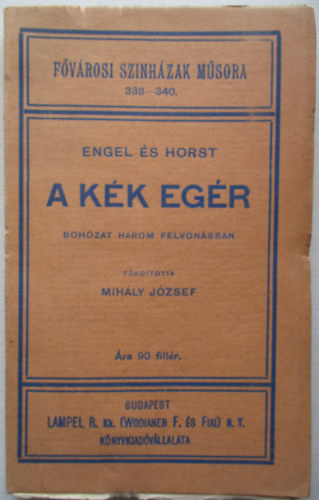 FŐVÁROSI SZINHÁZAK MŰSORA
338—340.
ENGEL ÉS HORST
A KÉK EGÉR
BOHÓZAT HÁROM FELVONÁSBAN
FORDÍTOTTA
MIHÁLY JÓZSEF
Ára 90 fillér.
BUDAPEST
LAMPEL R. KK. (WODIANER F. ÉS FIAI) R. T.
KÖNYVKIADÓVÁLLALATA